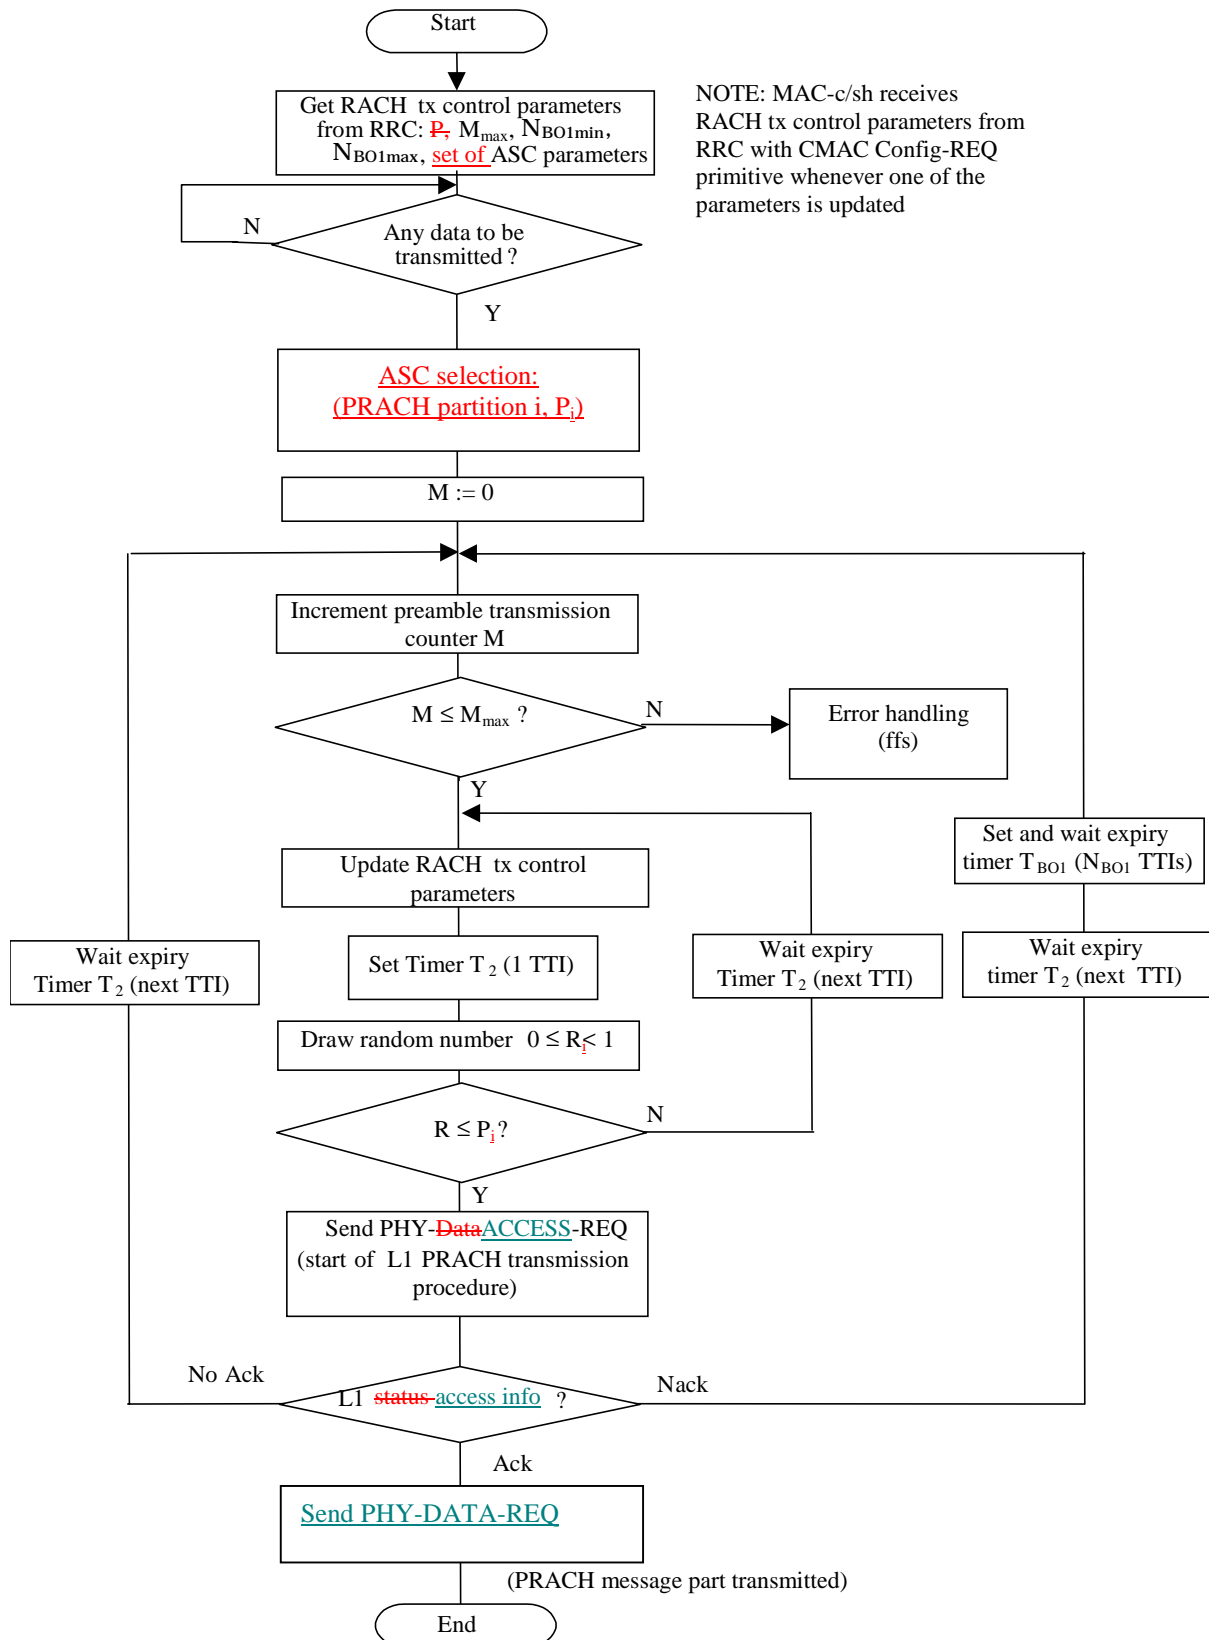 Start
Get RACH tx control parameters
from RRC: P, Mmax, NBO1min,
NBO1max, set of ASC parameters
NOTE: MAC-c/sh receives
RACH tx control parameters from
RRC with CMAC Config-REQ
primitive whenever one of the
parameters is updated
N
Any data to be
transmitted ?
Y
ASC selection:
(PRACH partition i, Pi)
M := 0
Increment preamble transmission
counter M
M ≤ Mmax ?
N
Error handling
(ffs)
Y
Set and wait expiry
timer TBO1 (NBO1 TTIs)
Update RACH tx control
parameters
Wait expiry
Timer T2 (next TTI)
Set Timer T2 (1 TTI)
Wait expiry
Timer T2 (next TTI)
Wait expiry
timer T2 (next TTI)
Draw random number 0 ≤ Ri< 1
R ≤ Pi?
N
Y
Send PHY-DataACCESS-REQ
(start of L1 PRACH transmission
procedure)
No Ack
L1 status access info ?
Nack
Ack
Send PHY-DATA-REQ
(PRACH message part transmitted)
End